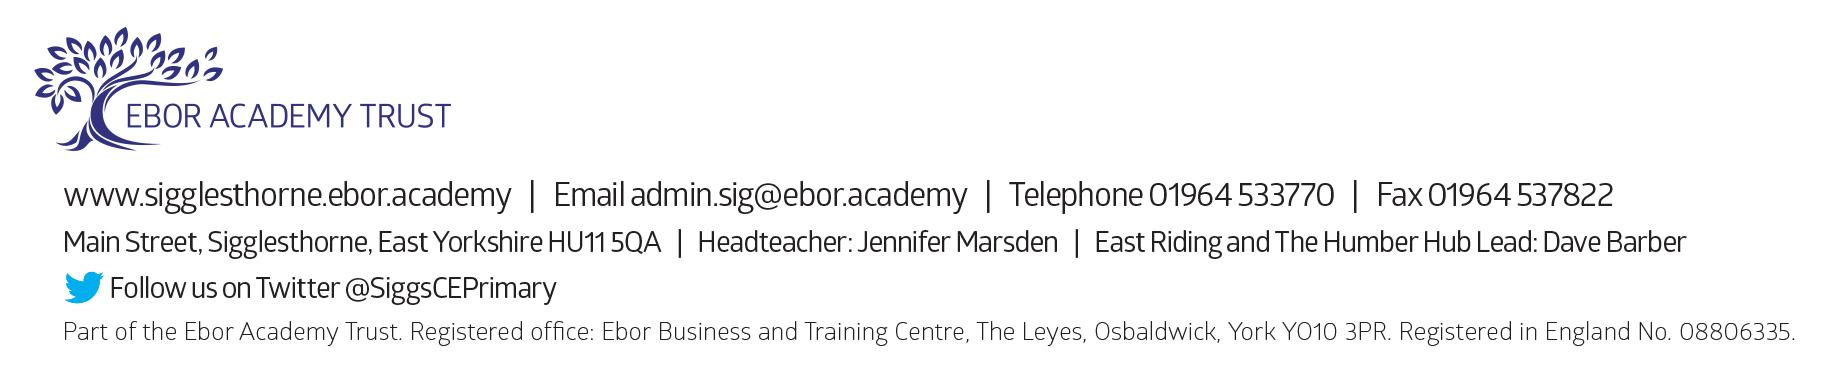 EBOR ACADEMY TRUST
www.sigglesthorne.ebor.academy | Email admin.sig@ebor.academy | Telephone 01964 533770 | Fax 01964 537822
Main Street, Sigglesthorne, East Yorkshire HU11 5QA | Headteacher: Jennifer Marsden | East Riding and The Humber Hub Lead: Dave Barber
Follow us on Twitter @SiggsCEPrimary
Part of the Ebor Academy Trust. Registered office: Ebor Business and Training Centre, The Leyes, Osbaldwick, York YO10 3PR. Registered in England No. 08806335.